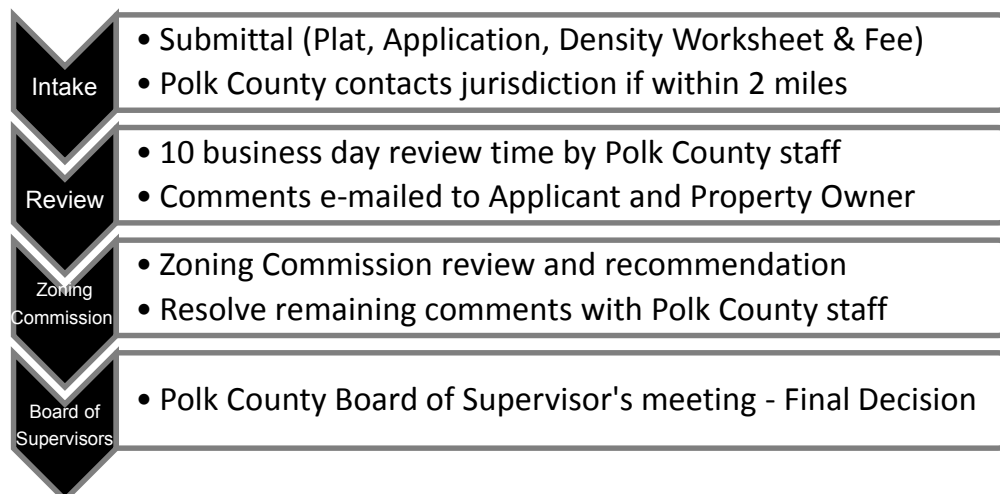 Intake
• Submittal (Plat, Application, Density Worksheet & Fee)
• Polk County contacts jurisdiction if within 2 miles
Review
• 10 business day review time by Polk County staff
• Comments e-mailed to Applicant and Property Owner
Zoning
Commission
• Zoning Commission review and recommendation
• Resolve remaining comments with Polk County staff
Board of
Supervisors
• Polk County Board of Supervisor's meeting - Final Decision